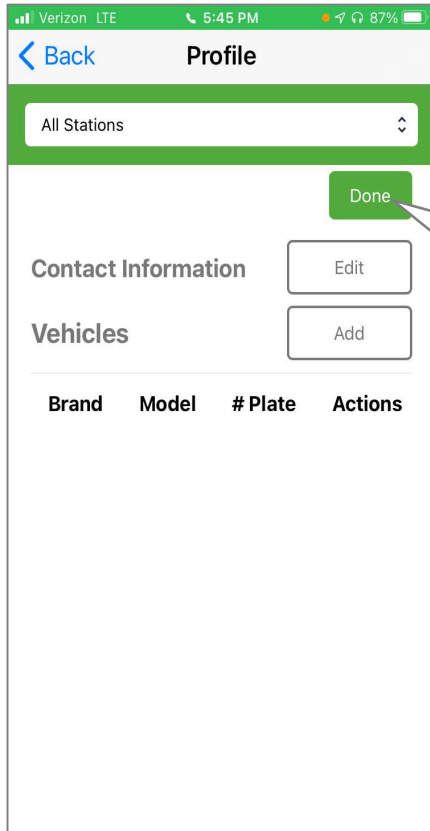 Verizon LTE 5:45 PM 87%
Back Profile
All Stations
Done
Contact Information Edit
Vehicles Add
Brand Model # Plate Actions